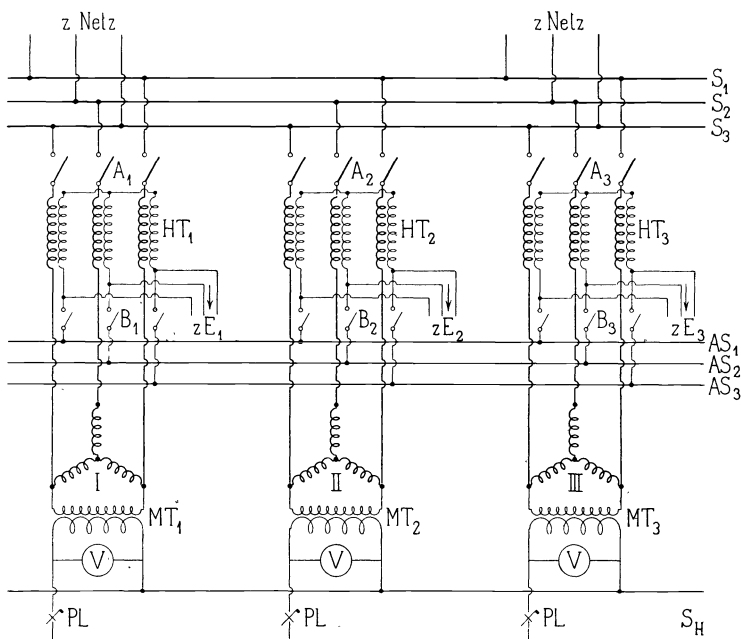 z Netz z Netz
S1
S2
S3
A1 A2 A3
HT1 HT2 HT3
B1 zE1 B2 zE2 B3 zE3
AS1
AS2
AS3
I II III
MT1 MT2 MT3
V V V
PL PL PL SH